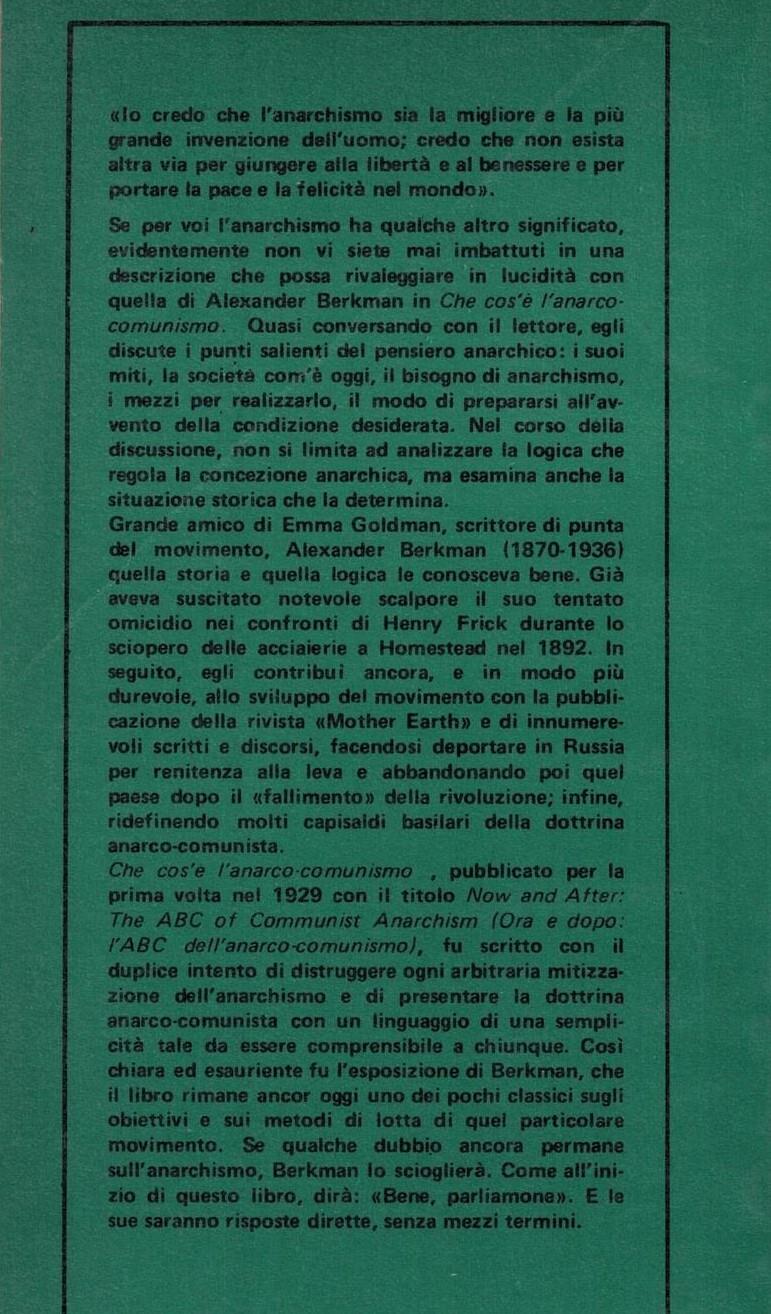 «Io credo che l'anarchismo sia la migliore e la più
grande invenzione dell'uomo; credo che non esista
altra via per giungere alla libertà e al benessere e per
portare la pace e la felicità nel mondo».
Se per voi l'anarchismo ha qualche altro significato,
evidentemente non vi siete mai imbattuti in una
descrizione che possa rivaleggiare in lucidità con
quella di Alexander Berkman in Che cos'è l'anarco-
comunismo. Quasi conversando con il lettore, egli
discute i punti salienti del pensiero anarchico: i suoi
miti, la società com'è oggi, il bisogno di anarchismo,
i mezzi per realizzarlo, il modo di prepararsi all'av-
vento della condizione desiderata. Nel corso della
discussione, non si limita ad analizzare la logica che
regola la concezione anarchica, ma esamina anche la
situazione storica che la determina.
Grande amico di Emma Goldman, scrittore di punta
del movimento, Alexander Berkman (1870-1936)
quella storia e quella logica le conosceva bene. Già
aveva suscitato notevole scalpore il suo tentato
omicidio nei confronti di Henry Frick durante lo
sciopero delle acciaierie a Homestead nel 1892. In
seguito, egli contribuì ancora, e in modo più
durevole, allo sviluppo del movimento con la pubbli-
cazione della rivista «Mother Earth» e di innumere-
voli scritti e discorsi, facendosi deportare in Russia
per renitenza alla leva e abbandonando poi quel
paese dopo il «fallimento» della rivoluzione; infine,
ridefinendo molti capisaldi basilari della dottrina
anarco-comunista.
Che cos'è l'anarco-comunismo , pubblicato per la
prima volta nel 1929 con il titolo Now and After:
The ABC of Communist Anarchism (Ora e dopo:
l'ABC dell'anarco-comunismo), fu scritto con il
duplice intento di distruggere ogni arbitraria mitizza-
zione dell'anarchismo e di presentare la dottrina
anarco-comunista con un linguaggio di una sempli-
cità tale da essere comprensibile a chiunque. Così
chiara ed esauriente fu l'esposizione di Berkman, che
il libro rimane ancor oggi uno dei pochi classici sugli
obiettivi e sui metodi di lotta di quel particolare
movimento. Se qualche dubbio ancora permane
sull'anarchismo, Berkman lo scioglierà. Come all'ini-
zio di questo libro, dirà: «Bene, parliamone». E le
sue saranno risposte dirette, senza mezzi termini.